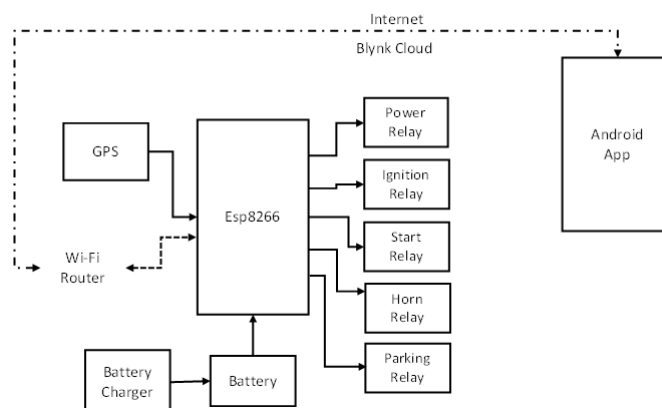 Internet
Blynk Cloud
Power
Relay
Android
App
GPS
Ignition
Relay
Esp8266
Start
Relay
Wi-Fi
Router
Horn
Relay
Parking
Relay
Battery
Charger
Battery